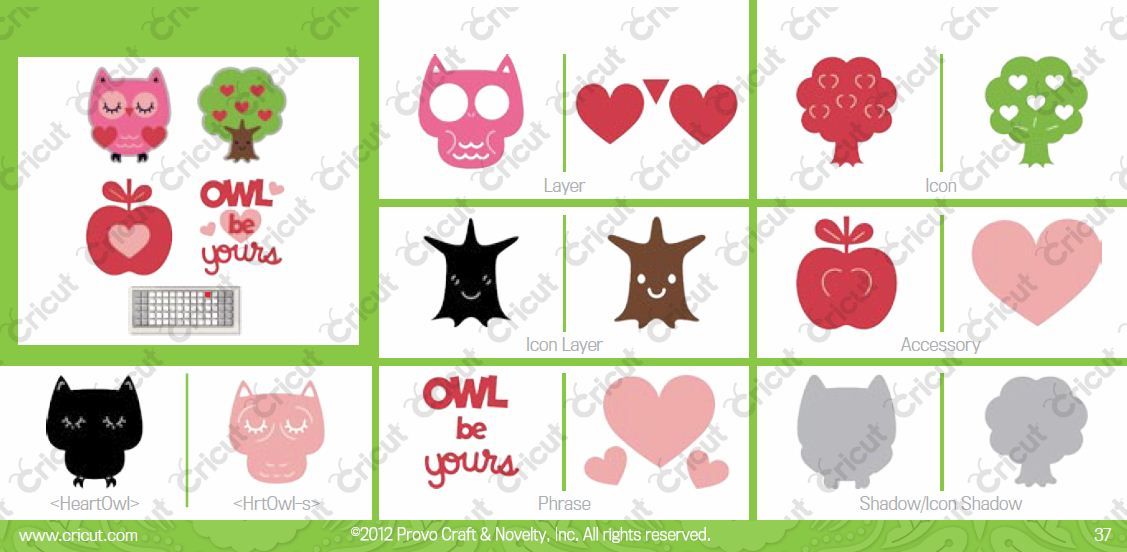 OWL
be
yours
Layer
Icon
Icon Layer
Accessory
<HeartOwl>
<HrtOwl-s>
OWL
be
yours
Phrase
Shadow/Icon Shadow
www.cricut.com
©2012 Provo Craft & Novelty, Inc. All rights reserved.
37
Cricut